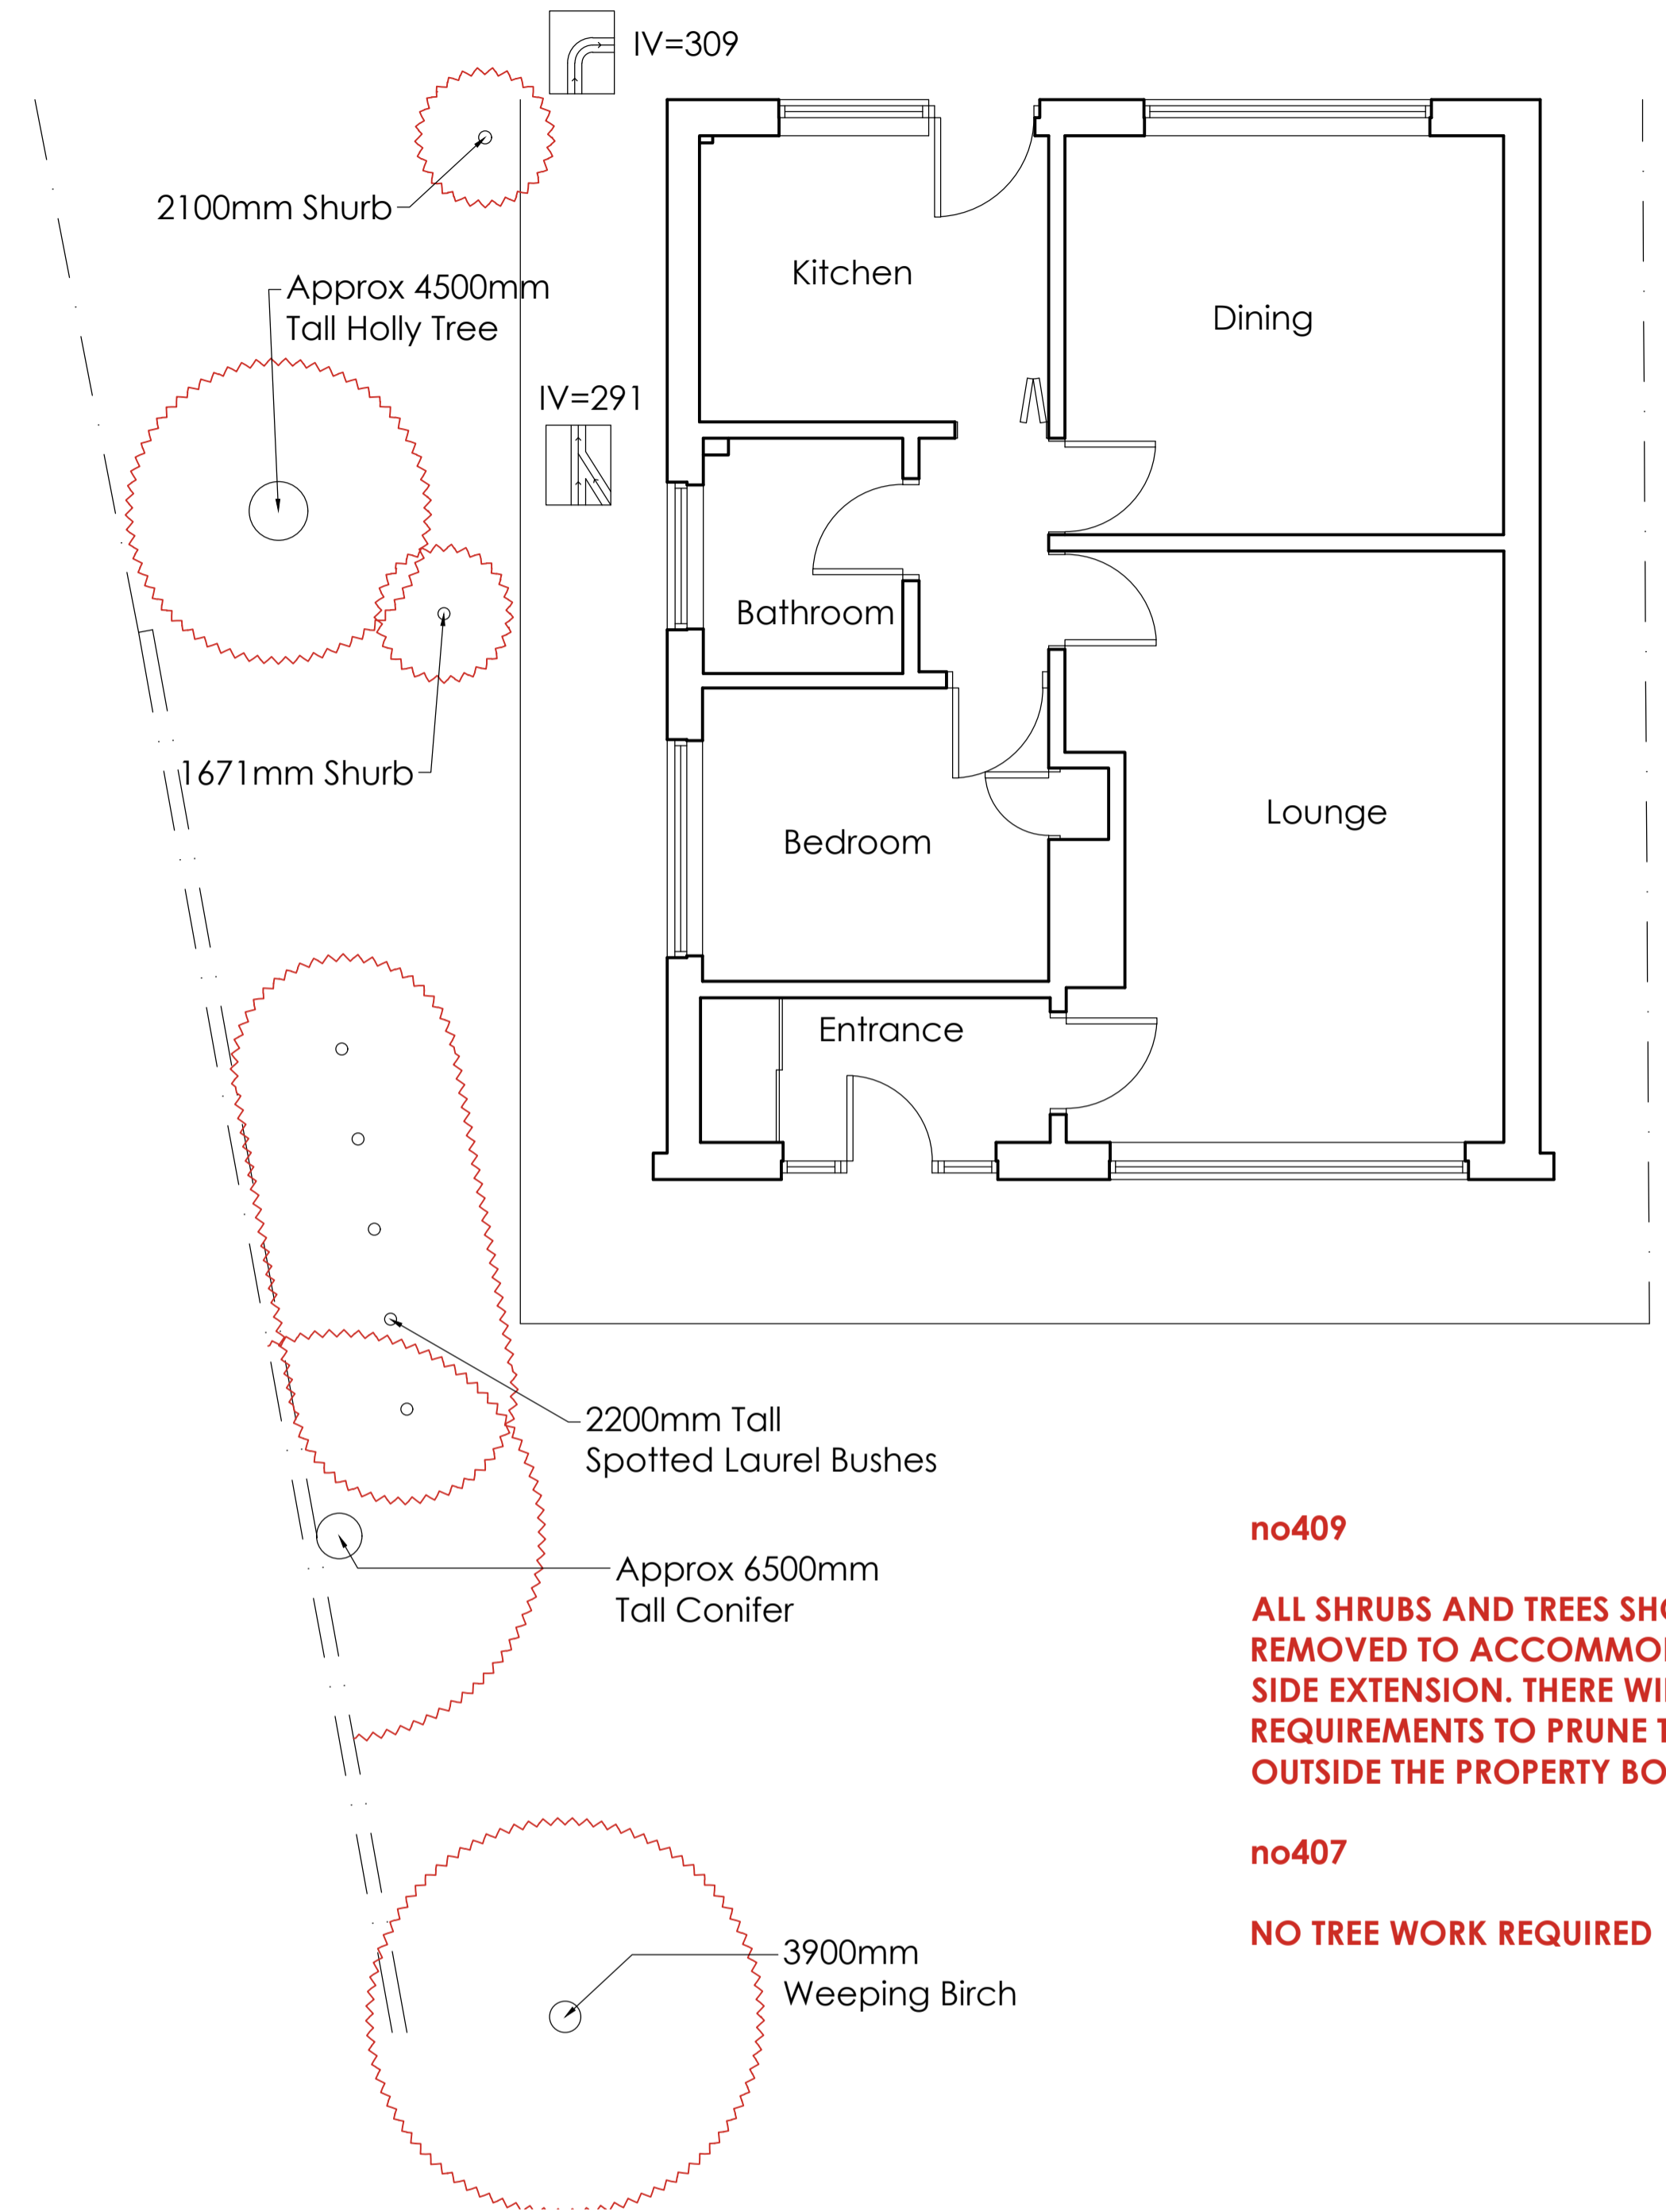 IV=309
2100mm Shurb
Approx 4500mm
Tall Holly Tree
Kitchen
Dining
IV=291
Bathroom
1671mm Shurb
Bedroom
Lounge
Entrance
2200mm Tall
Spotted Laurel Bushes
Approx 6500mm
Tall Conifer
no409
ALL SHRUBS AND TREES
REMOVED TO
SIDE EXTENSION. THERE
REQUIREMENTS TO PRUNE
OUTSIDE THE PROPERTY
no407
NO TREE WORK REQUIRED
3900mm
Weeping Birch